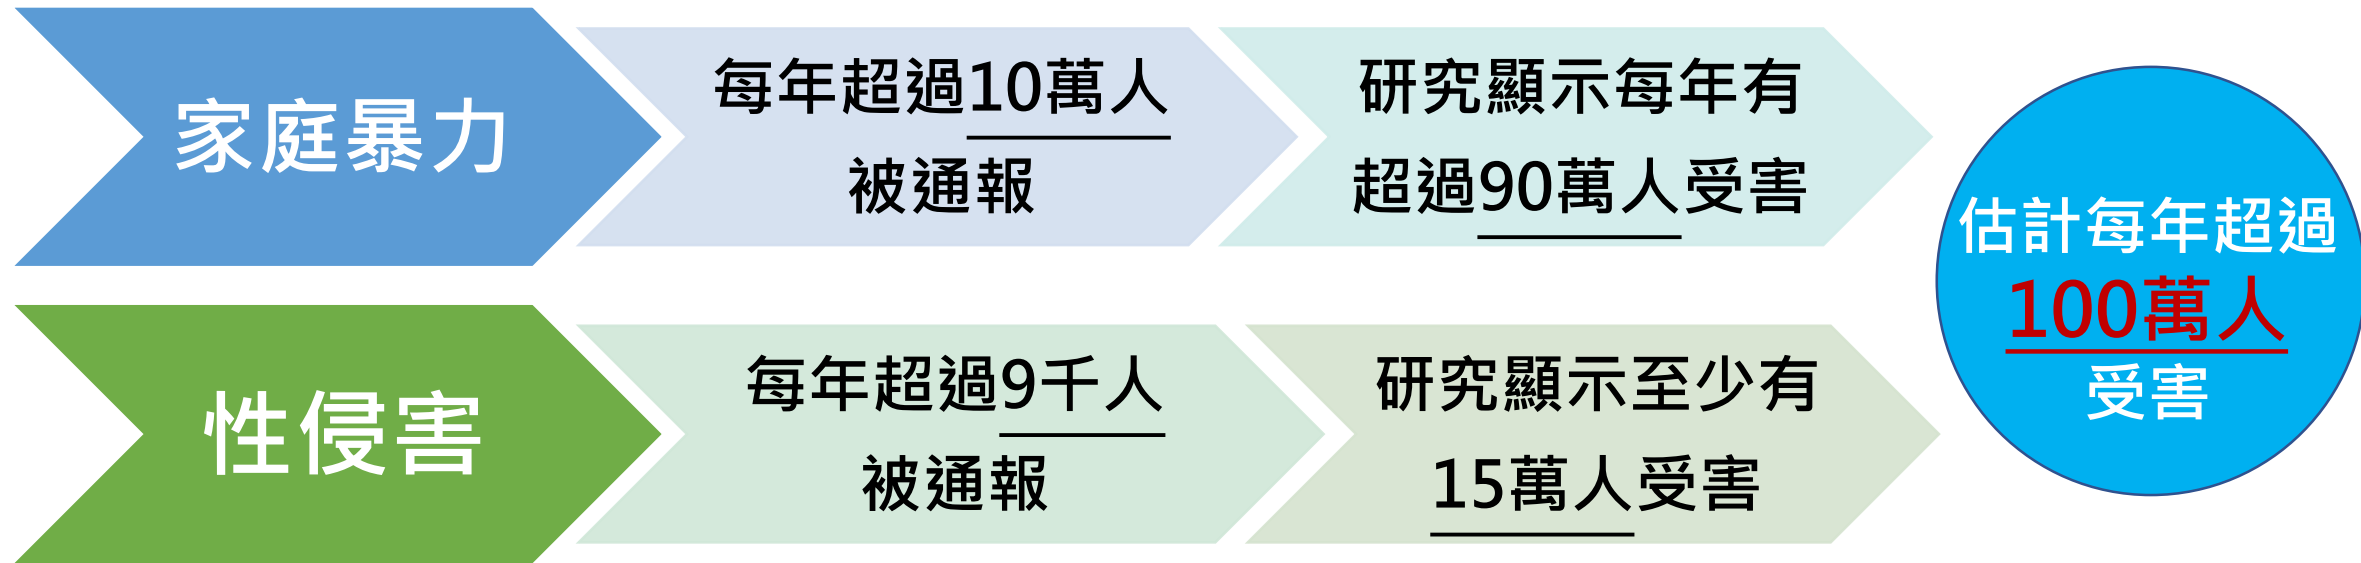 家庭暴力
每年超過10萬人
被通報
研究顯示每年有
超過90萬人受害
性侵害
每年超過9千人
被通報
研究顯示至少有
15萬人受害
估計每年超過
100萬人
受害